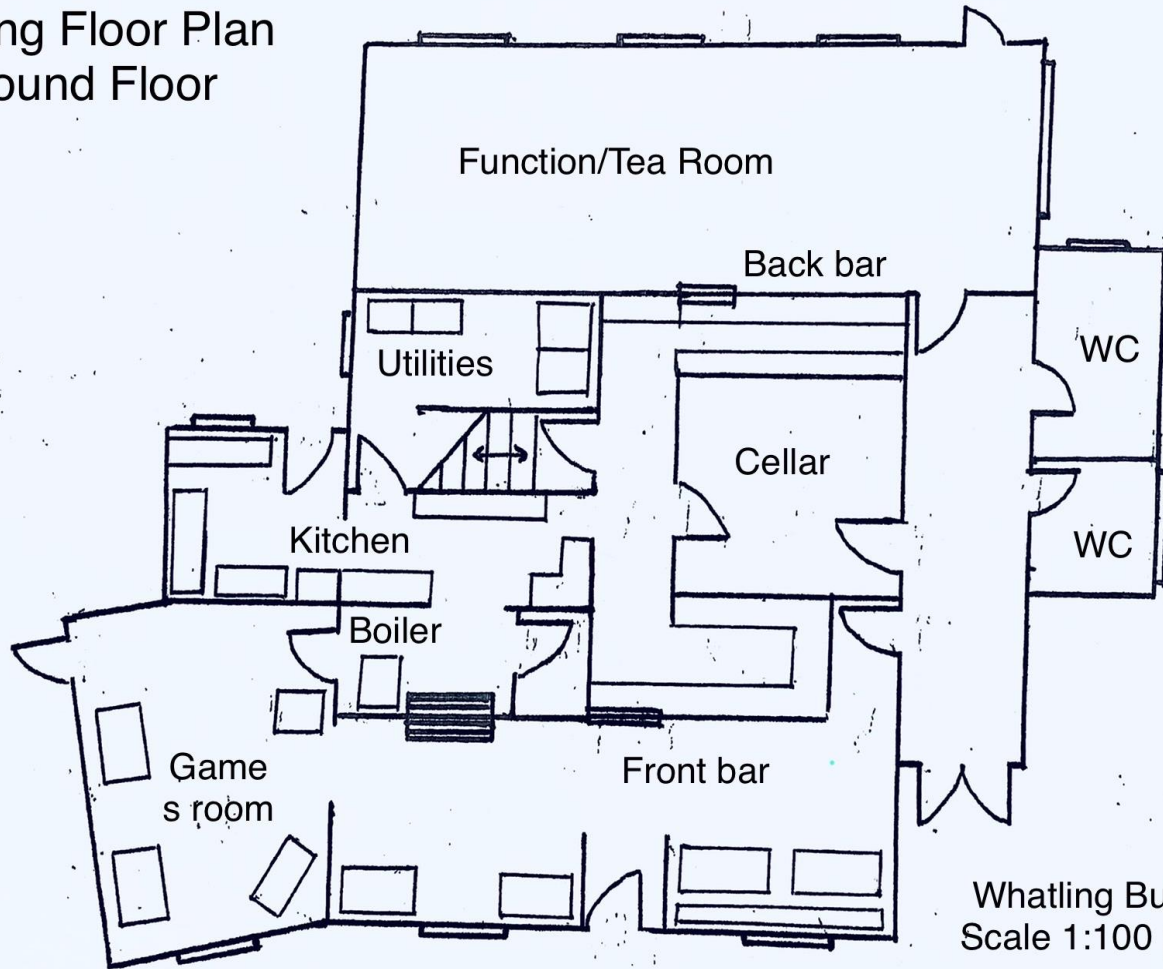 ng Floor Plan
ound Floor
Function/Tea Room
Back bar
Utilities
WC
Cellar
Kitchen
WC
Boiler
Game
s room
Front bar
Whatling Bu
Scale 1:100